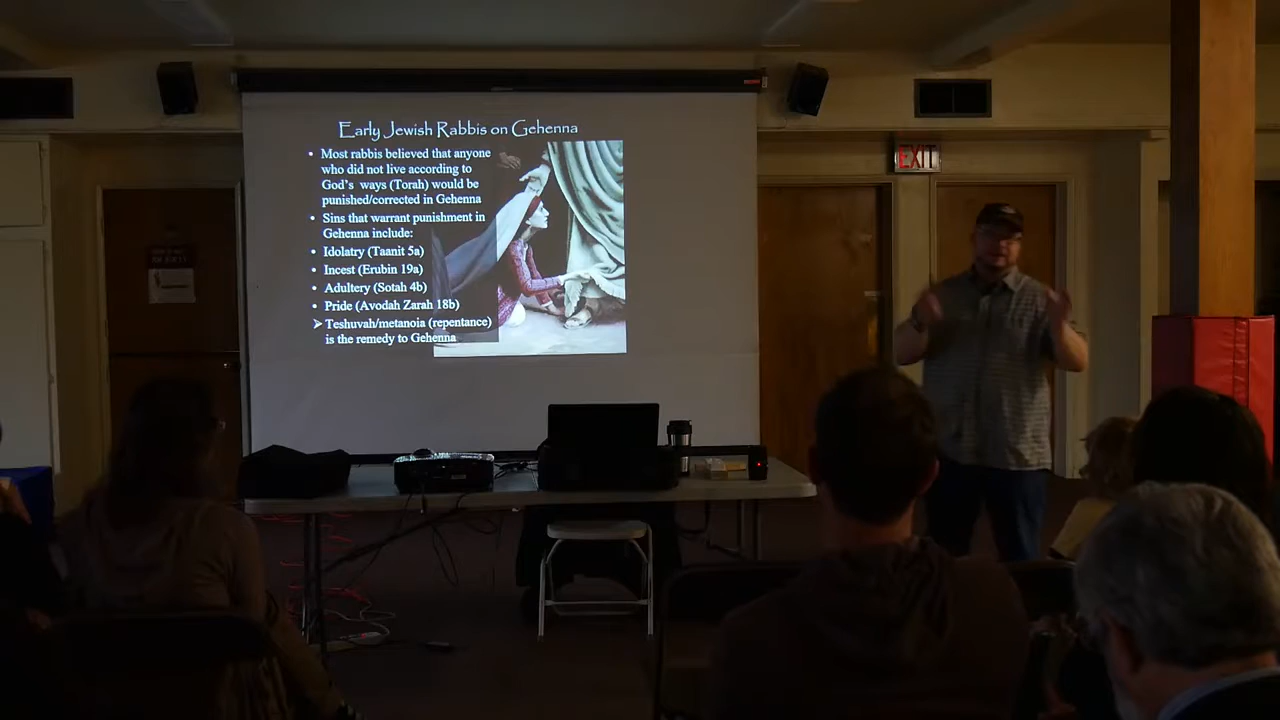 Early Jewish Rabbis on Gehenna
• Most rabbis believed that anyone
who did not live according to
God's ways (Torah) would be
punished/corrected in Gehenna
• Sins that warrant punishment in
Gehenna include:
• Idolatry (Taanit 5a)
• Incest (Erubin 19a)
• Adultery (Sotah 4b)
• Pride (Avodah Zarah 18b)
➢ Teshuvah/metanoia (repentance)
is the remedy to Gehenna
EXIT